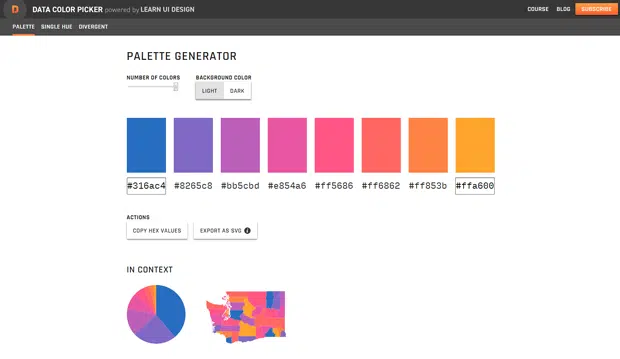 D DATA COLOR PICKER powered by LEARN UI DESIGN COURSE BLOG SUBSCRIBE
PALETTE SINGLE HUE DIVERGENT
PALETTE GENERATOR
NUMBER OF COLORS BACKGROUND COLOR
LIGHT DARK
#316ac4 #8265c8 #bb5cbd #e854a6 #ff5686 #ff6862 #ff853b #ffa600
ACTIONS
COPY HEX VALUES EXPORT AS SVG i
IN CONTEXT